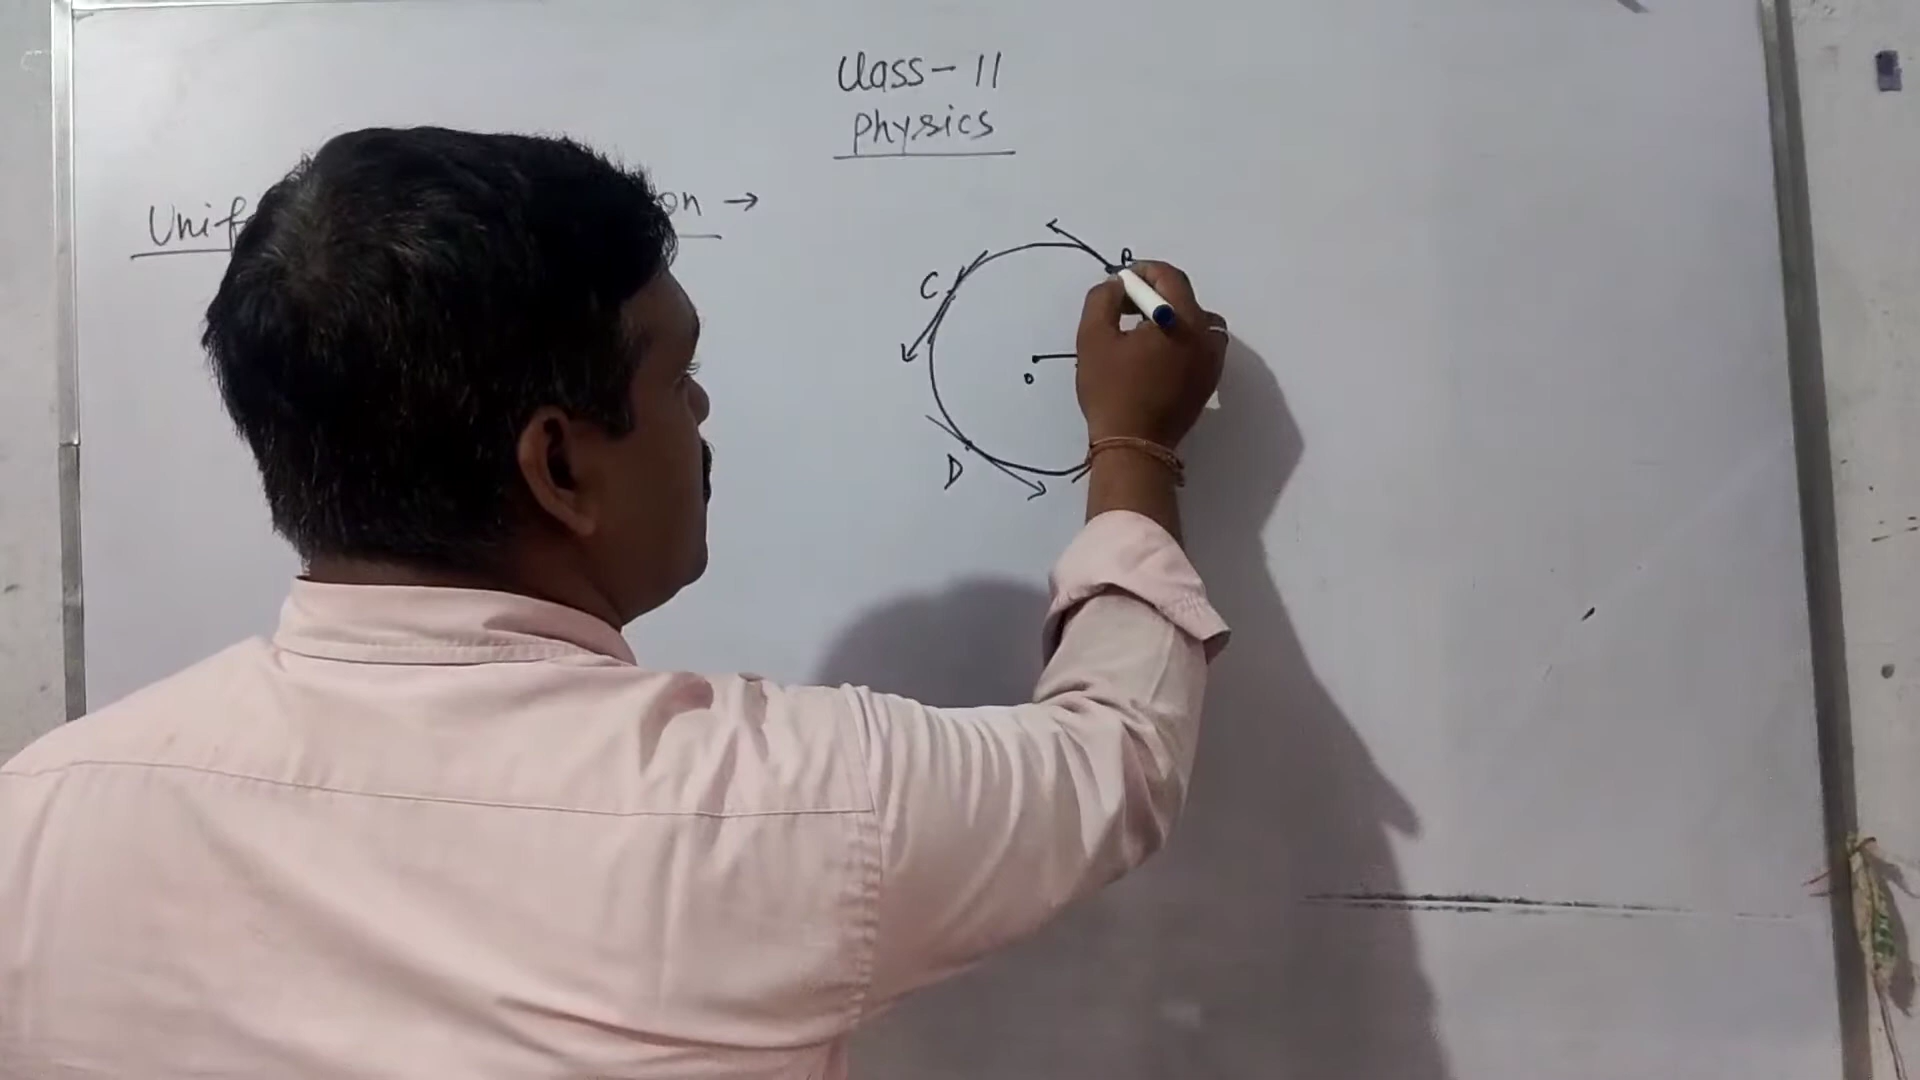 Class-11
Physics
Unif on →
B
C
o
D